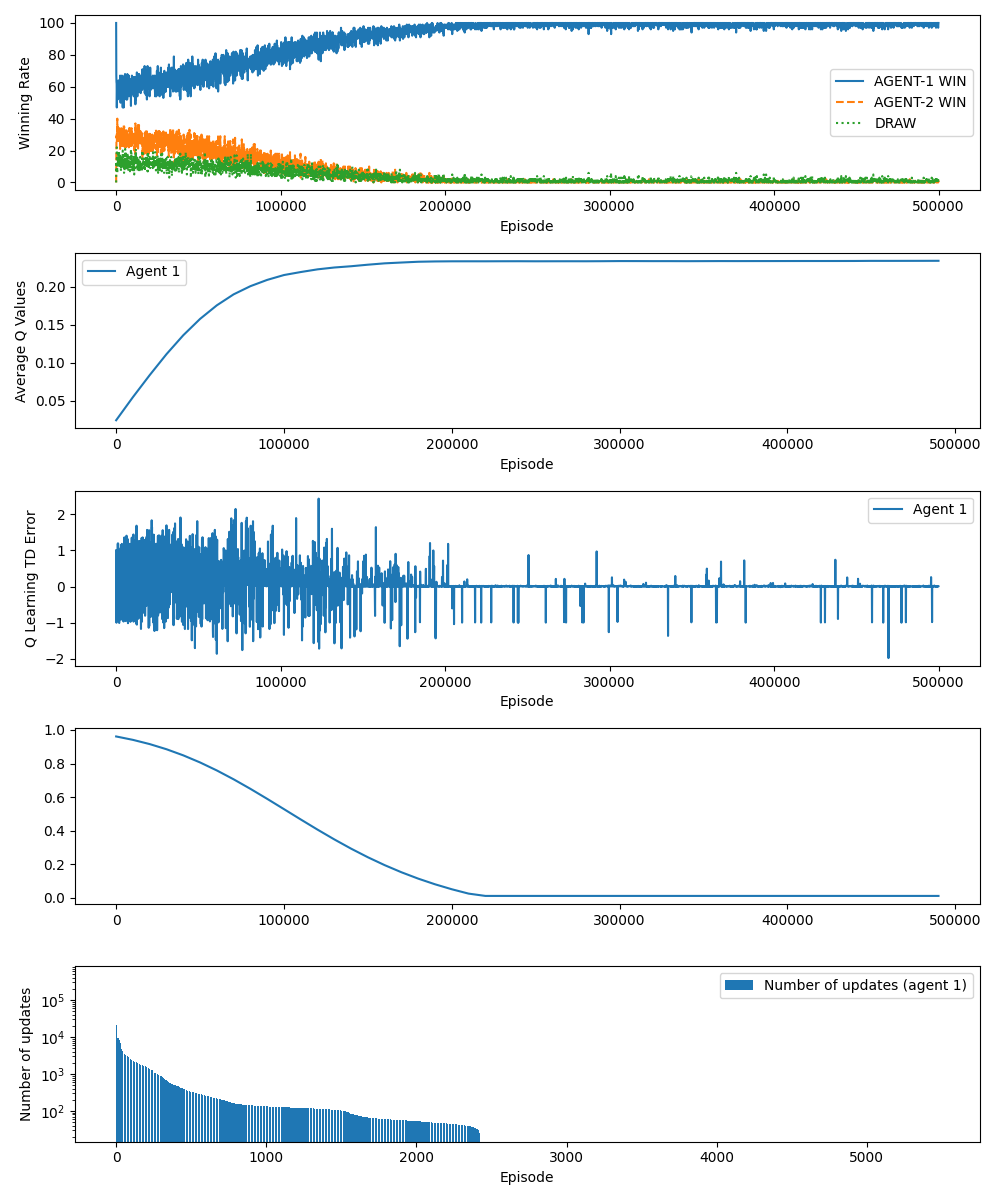 100
80
60
40
20
0
Winning Rate
AGENT-1 WIN
AGENT-2 WIN
DRAW
0 100000 200000 300000 400000 500000
Episode
0.20
0.15
0.10
0.05
Average Q Values
Agent 1
0 100000 200000 300000 400000 500000
Episode
2
1
0
−1
−2
Q Learning TD Error
Agent 1
0 100000 200000 300000 400000 500000
Episode
1.0
0.8
0.6
0.4
0.2
0.0
0 100000 200000 300000 400000 500000
10^5
10^4
10^3
10^2
Number of updates
Number of updates (agent 1)
0 1000 2000 3000 4000 5000
Episode